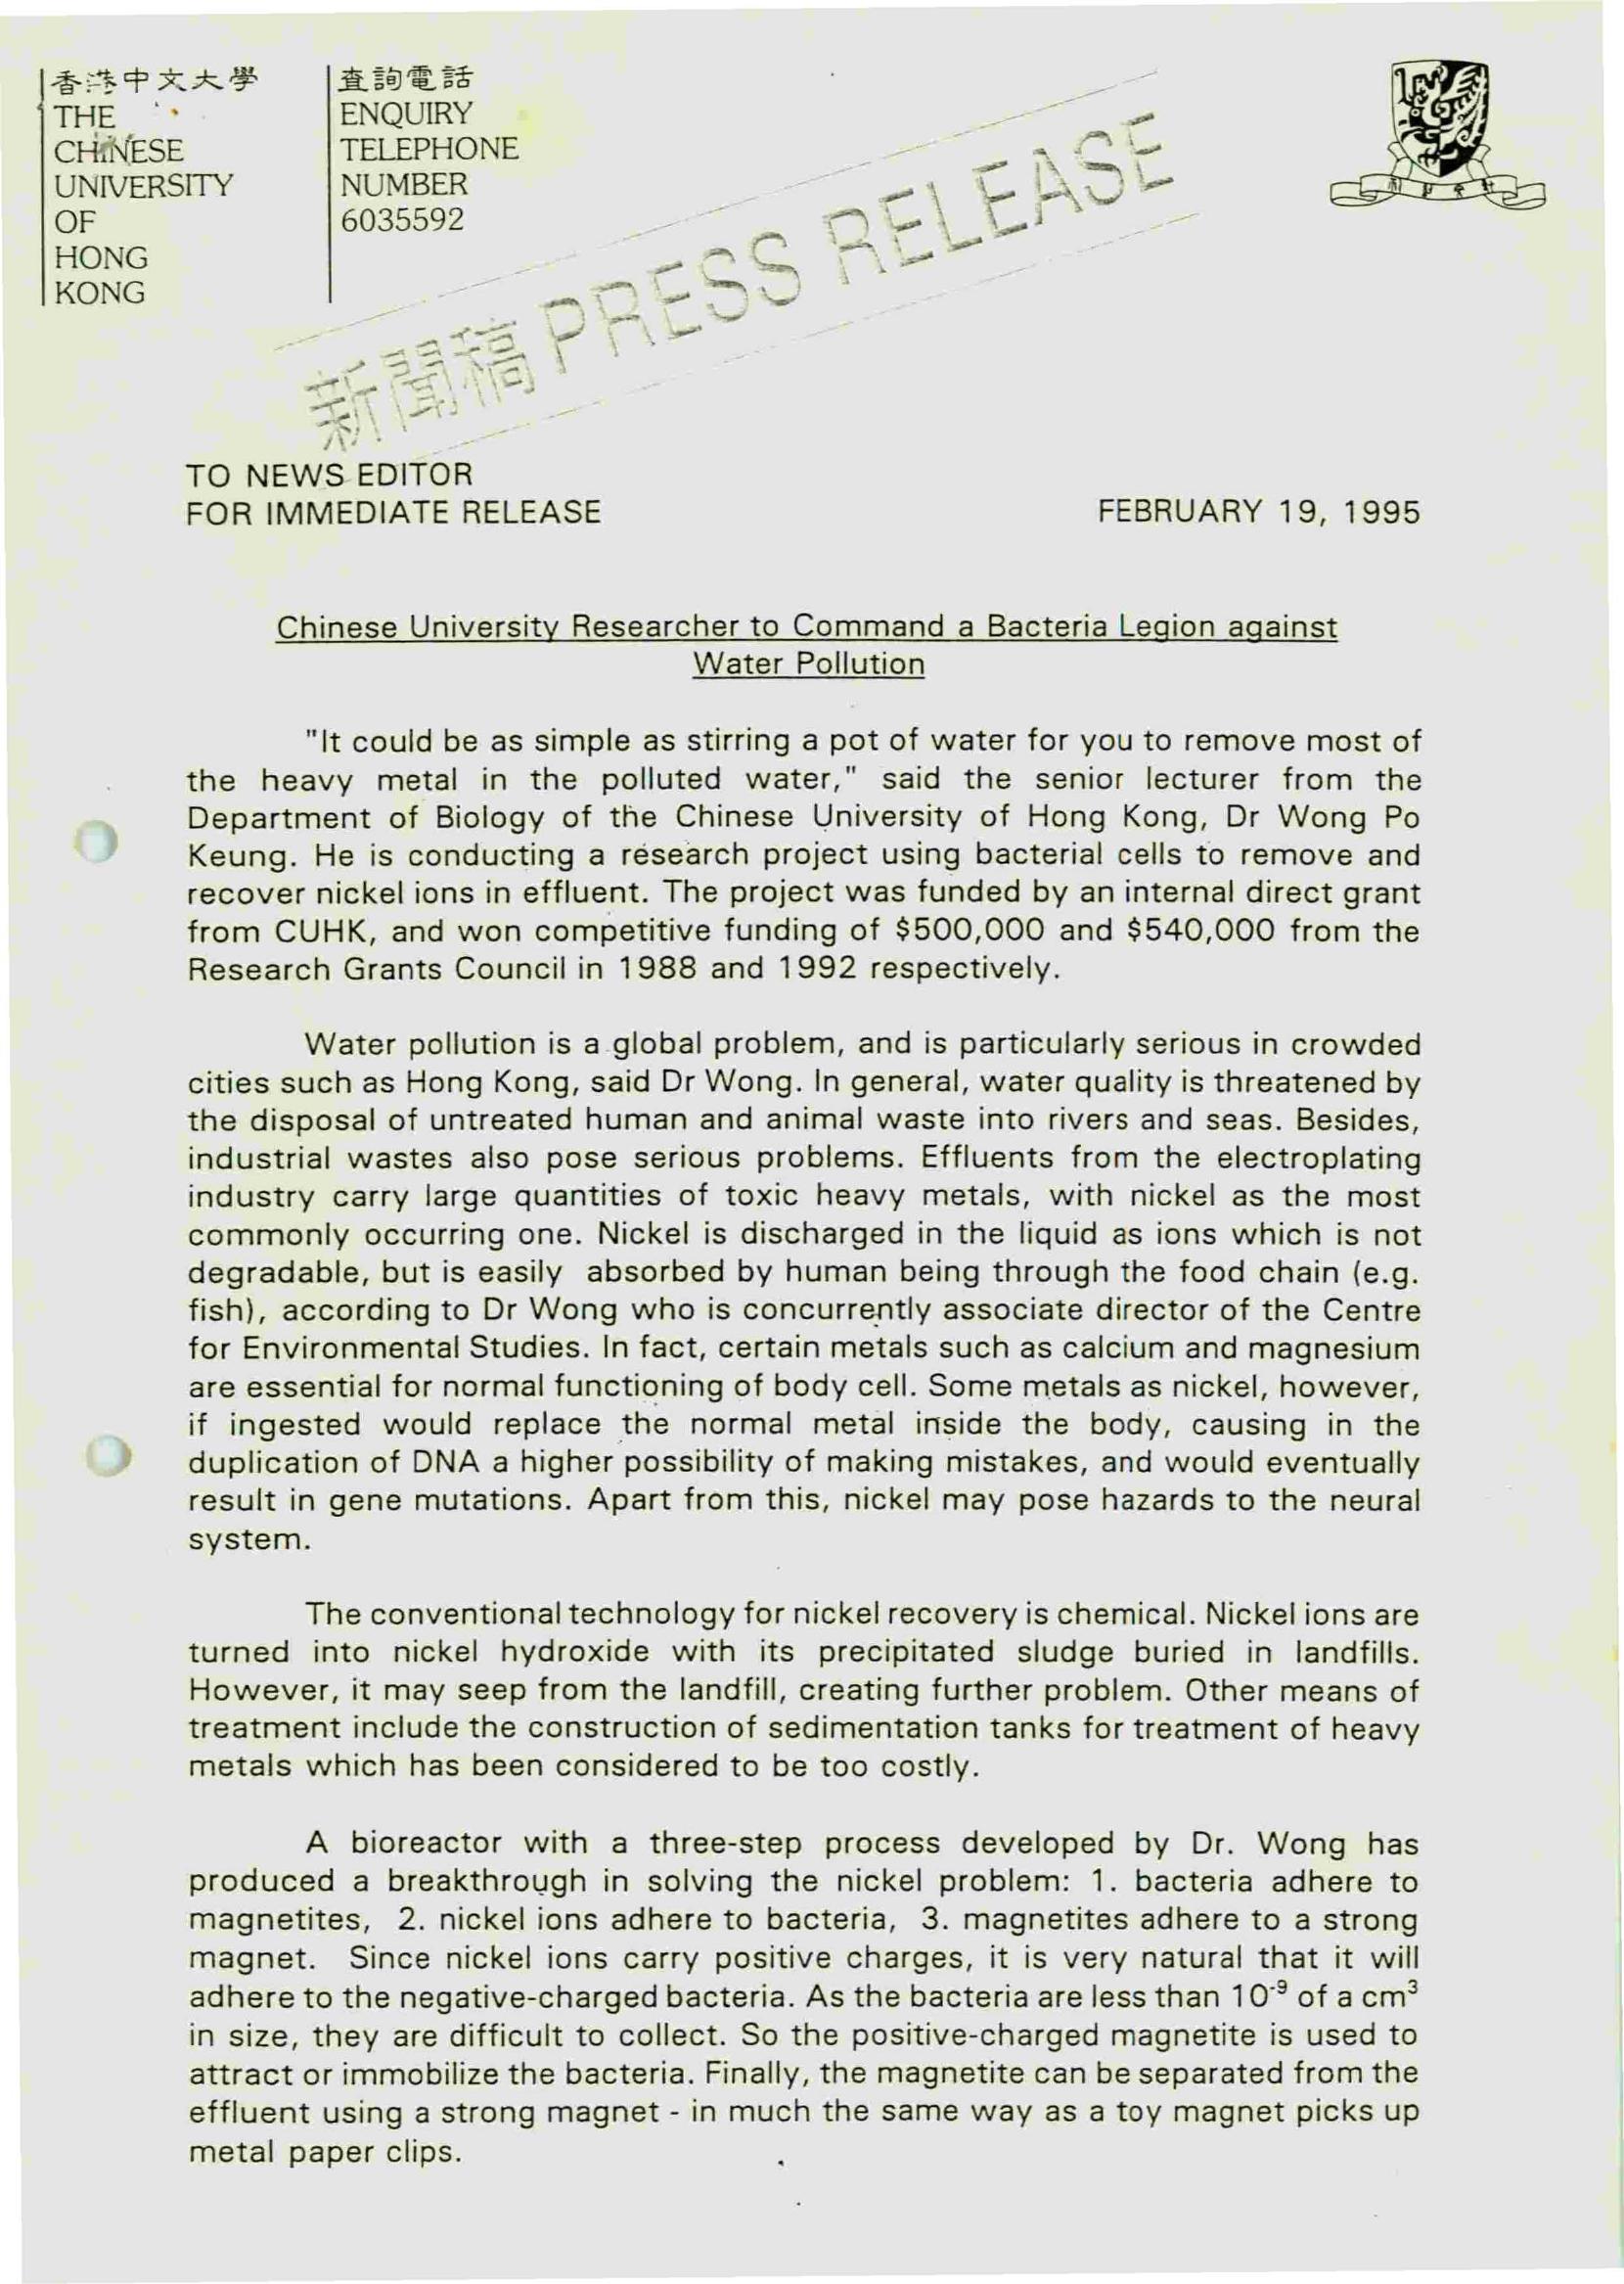 香港中文大學
THE
CHINESE
UNIVERSITY
OF
HONG
KONG
查詢電話
ENQUIRY
TELEPHONE
NUMBER
6035592
新聞稿 PRESS RELEASE
TO NEWS EDITOR
FOR IMMEDIATE RELEASE FEBRUARY 19, 1995
Chinese University Researcher to Command a Bacteria Legion against
Water Pollution
"It could be as simple as stirring a pot of water for you to remove most of
the heavy metal in the polluted water," said the senior lecturer from the
Department of Biology of the Chinese University of Hong Kong, Dr Wong Po
Keung. He is conducting a research project using bacterial cells to remove and
recover nickel ions in effluent. The project was funded by an internal direct grant
from CUHK, and won competitive funding of $500,000 and $540,000 from the
Research Grants Council in 1988 and 1992 respectively.
Water pollution is a global problem, and is particularly serious in crowded
cities such as Hong Kong, said Dr Wong. In general, water quality is threatened by
the disposal of untreated human and animal waste into rivers and seas. Besides,
industrial wastes also pose serious problems. Effluents from the electroplating
industry carry large quantities of toxic heavy metals, with nickel as the most
commonly occurring one. Nickel is discharged in the liquid as ions which is not
degradable, but is easily absorbed by human being through the food chain (e.g.
fish), according to Dr Wong who is concurrently associate director of the Centre
for Environmental Studies. In fact, certain metals such as calcium and magnesium
are essential for normal functioning of body cell. Some metals as nickel, however,
if ingested would replace the normal metal inside the body, causing in the
duplication of DNA a higher possibility of making mistakes, and would eventually
result in gene mutations. Apart from this, nickel may pose hazards to the neural
system.
The conventional technology for nickel recovery is chemical. Nickel ions are
turned into nickel hydroxide with its precipitated sludge buried in landfills.
However, it may seep from the landfill, creating further problem. Other means of
treatment include the construction of sedimentation tanks for treatment of heavy
metals which has been considered to be too costly.
A bioreactor with a three-step process developed by Dr. Wong has
produced a breakthrough in solving the nickel problem: 1. bacteria adhere to
magnetites, 2. nickel ions adhere to bacteria, 3. magnetites adhere to a strong
magnet. Since nickel ions carry positive charges, it is very natural that it will
adhere to the negative-charged bacteria. As the bacteria are less than 10⁻⁹ of a cm³
in size, they are difficult to collect. So the positive-charged magnetite is used to
attract or immobilize the bacteria. Finally, the magnetite can be separated from the
effluent using a strong magnet - in much the same way as a toy magnet picks up
metal paper clips.